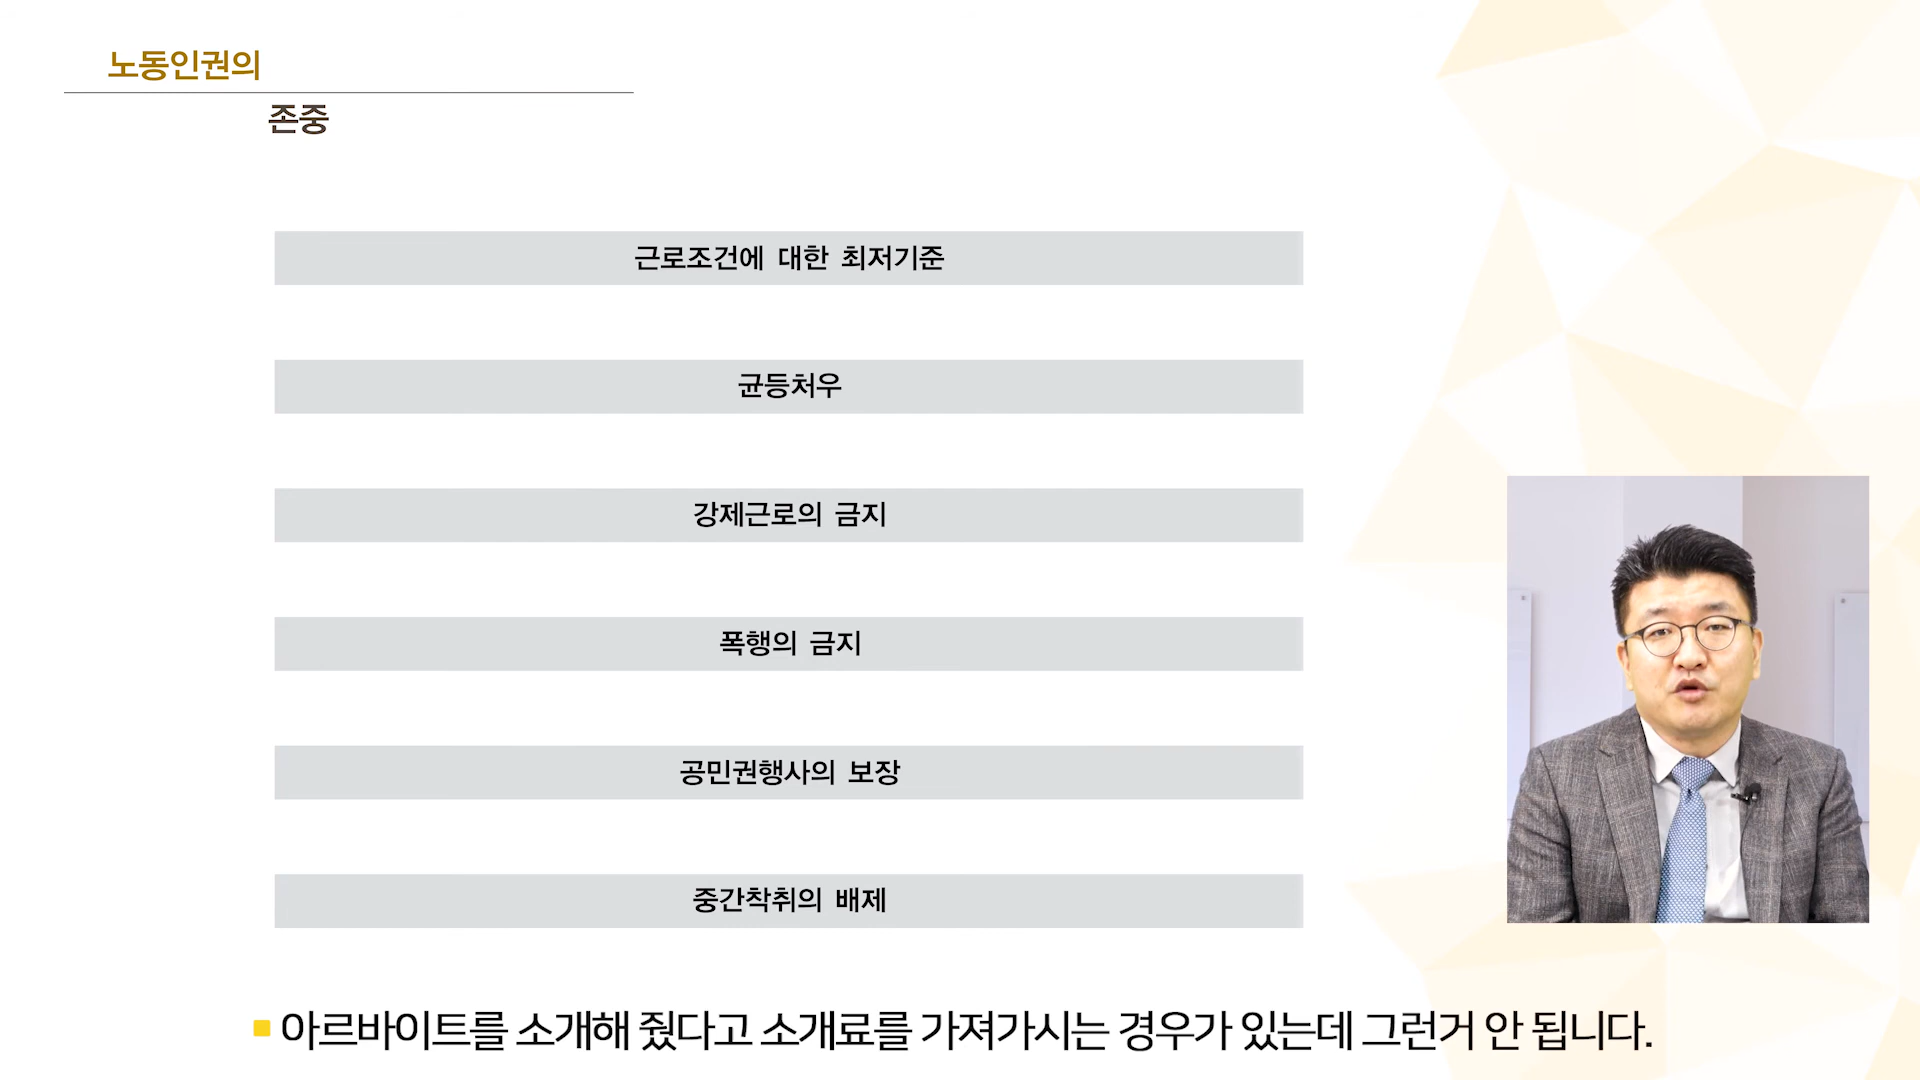 노동인권의
존중
근로조건에 대한 최저기준
균등처우
강제근로의 금지
폭행의 금지
공민권행사의 보장
중간착취의 배제
아르바이트를 소개해 줬다고 소개료를 가져가시는 경우가 있는데 그런거 안 됩니다.